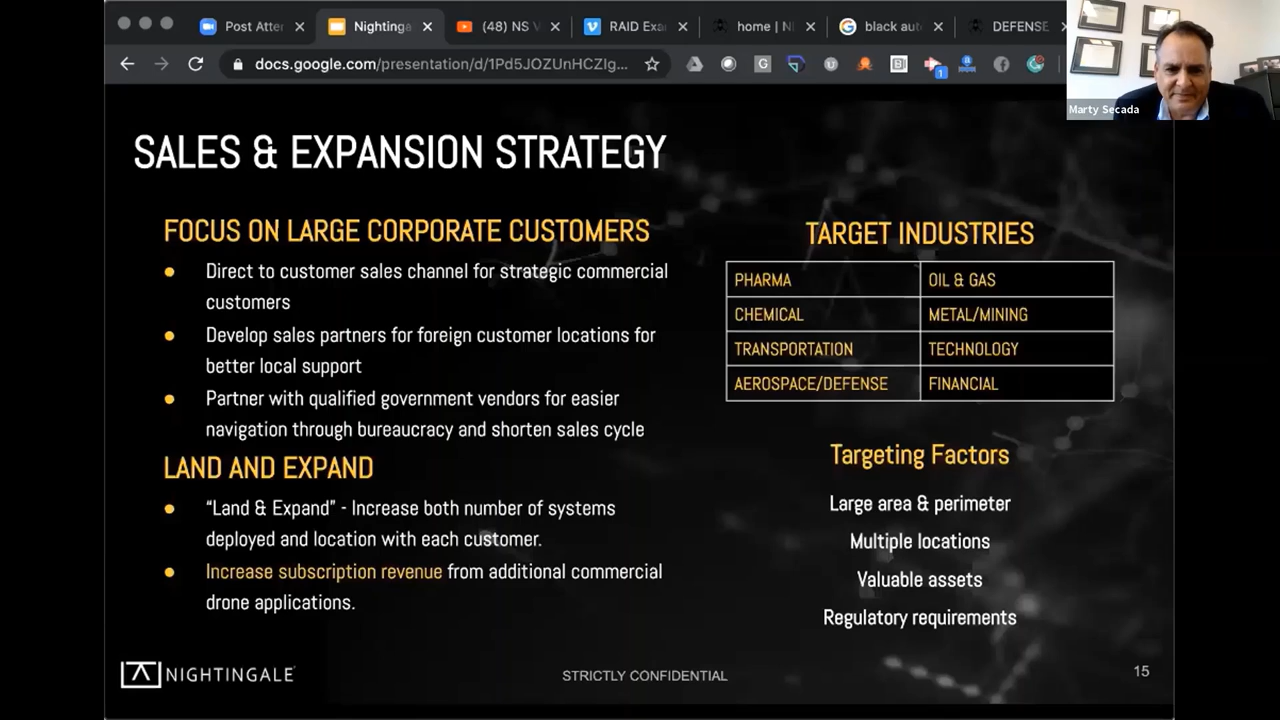 Post Atter
Nightinga
(48) NS V
RAID Exa
home | NI
black aut
DEFENSE
docs.google.com/presentation/d/1Pd5JOZUnHCZIg...
Marty Secada
SALES & EXPANSION STRATEGY
FOCUS ON LARGE CORPORATE CUSTOMERS
● Direct to customer sales channel for strategic commercial
customers
● Develop sales partners for foreign customer locations for
better local support
● Partner with qualified government vendors for easier
navigation through bureaucracy and shorten sales cycle
LAND AND EXPAND
● “Land & Expand” - Increase both number of systems
deployed and location with each customer.
● Increase subscription revenue from additional commercial
drone applications.
TARGET INDUSTRIES
PHARMA OIL & GAS
CHEMICAL METAL/MINING
TRANSPORTATION TECHNOLOGY
AEROSPACE/DEFENSE FINANCIAL
Targeting Factors
Large area & perimeter
Multiple locations
Valuable assets
Regulatory requirements
NIGHTINGALE
STRICTLY CONFIDENTIAL
15